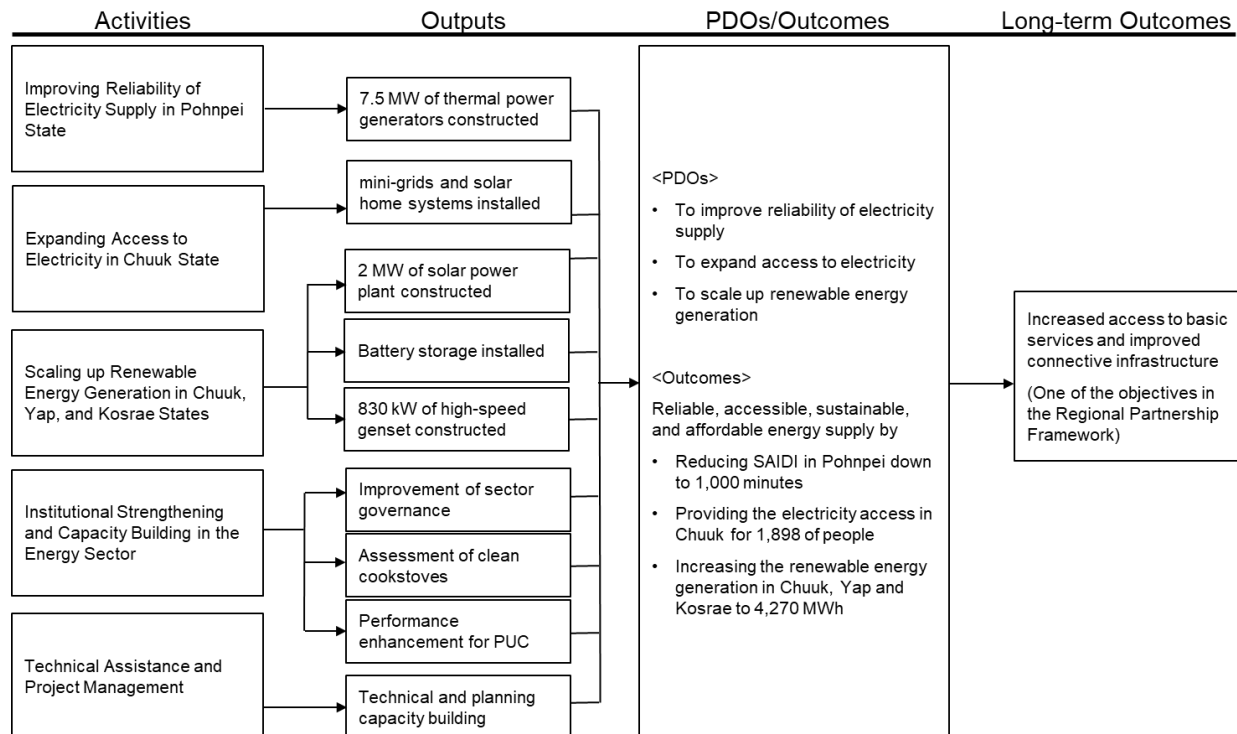 Activities
Outputs
PDOs/Outcomes
Long-term Outcomes
Improving Reliability of
Electricity Supply in Pohnpei
State
Expanding Access to
Electricity in Chuuk State
Scaling up Renewable
Energy Generation in Chuuk,
Yap, and Kosrae States
Institutional Strengthening
and Capacity Building in the
Energy Sector
Technical Assistance and
Project Management
7.5 MW of thermal power
generators constructed
mini-grids and solar
home systems installed
2 MW of solar power
plant constructed
Battery storage installed
830 kW of high-speed
genset constructed
Improvement of sector
governance
Assessment of clean
cookstoves
Performance
enhancement for PUC
Technical and planning
capacity building
<PDOs>
• To improve reliability of electricity
supply
• To expand access to electricity
• To scale up renewable energy
generation
<Outcomes>
Reliable, accessible, sustainable,
and affordable energy supply by
• Reducing SAIDI in Pohnpei down
to 1,000 minutes
• Providing the electricity access in
Chuuk for 1,898 of people
• Increasing the renewable energy
generation in Chuuk, Yap and
Kosrae to 4,270 MWh
Increased access to basic
services and improved
connective infrastructure
(One of the objectives in
the Regional Partnership
Framework)